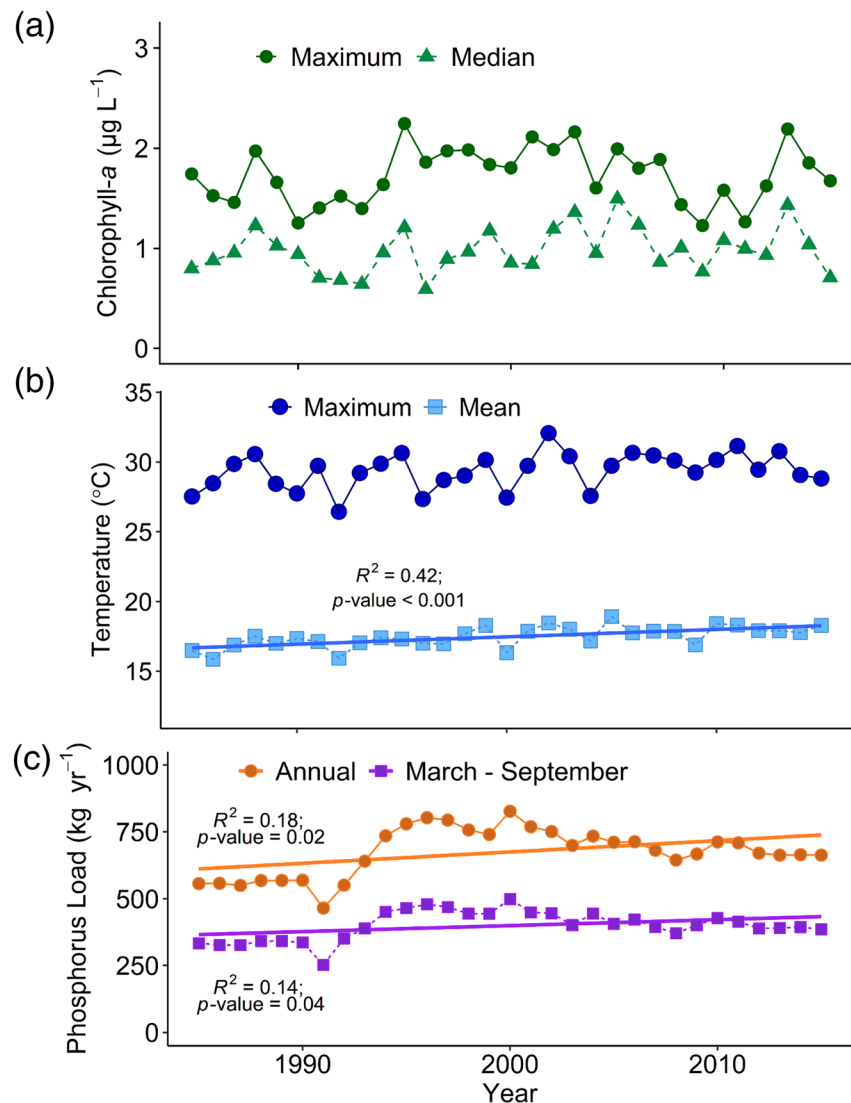 (a)
Maximum Median
Chlorophyll-a (µg L⁻¹)
3
2
1
0
(b)
Maximum Mean
Temperature (°C)
35
30
25
20
15
R² = 0.42;
p-value < 0.001
(c)
Annual March - September
Phosphorus Load (kg yr⁻¹)
1000
750
500
250
0
R² = 0.18;
p-value = 0.02
R² = 0.14;
p-value = 0.04
1990 2000 2010
Year